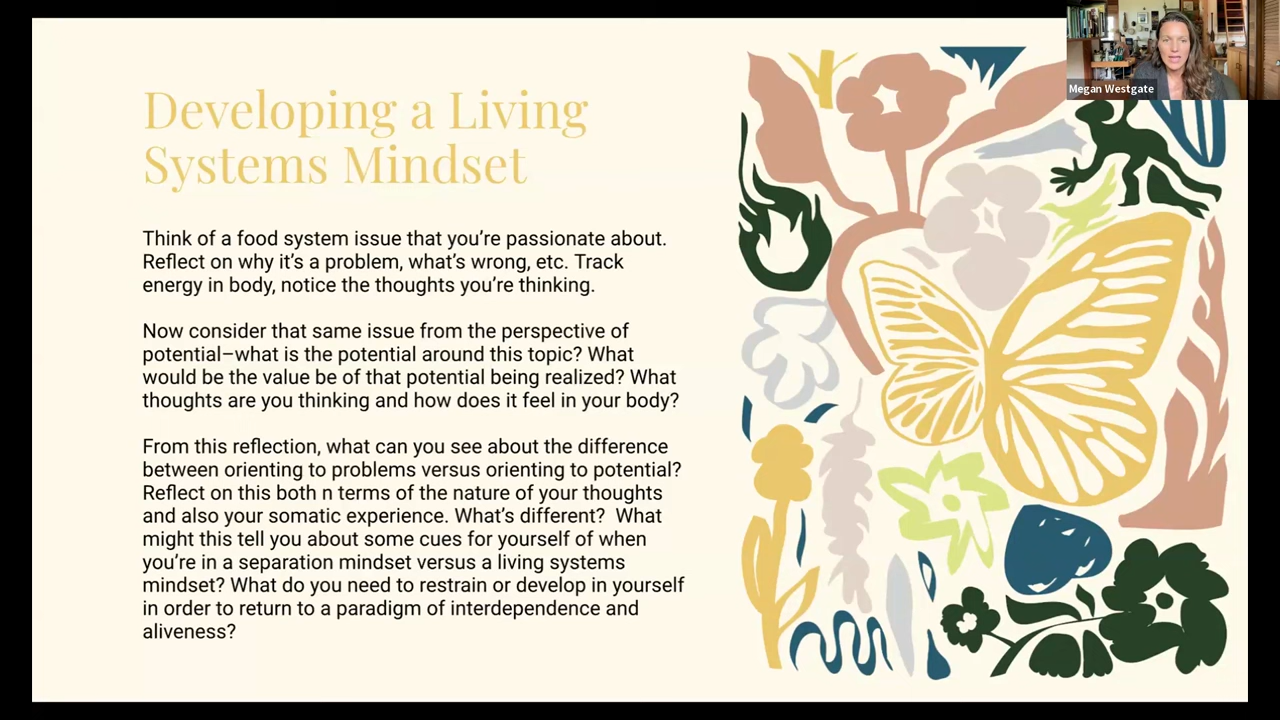 Developing a Living
Systems Mindset
Think of a food system issue that you're passionate about.
Reflect on why it's a problem, what's wrong, etc. Track
energy in body, notice the thoughts you're thinking.
Now consider that same issue from the perspective of
potential–what is the potential around this topic? What
would be the value be of that potential being realized? What
thoughts are you thinking and how does it feel in your body?
From this reflection, what can you see about the difference
between orienting to problems versus orienting to potential?
Reflect on this both n terms of the nature of your thoughts
and also your somatic experience. What's different?  What
might this tell you about some cues for yourself of when
you're in a separation mindset versus a living systems
mindset? What do you need to restrain or develop in yourself
in order to return to a paradigm of interdependence and
aliveness?
Megan Westgate